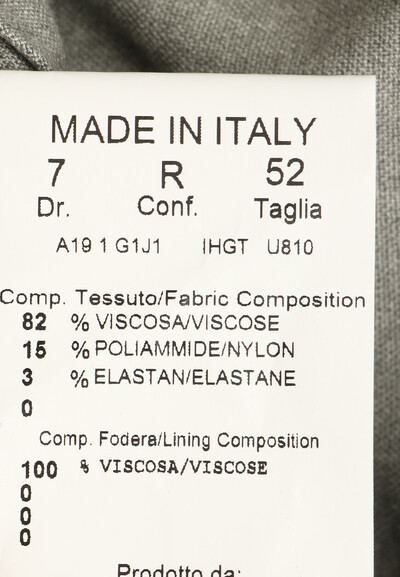 MADE IN ITALY
7 R 52
Dr. Conf. Taglia
A19 1 G1J1 IHGT U810
Comp. Tessuto/Fabric Composition
82 % VISCOSA/VISCOSE
15 % POLIAMMIDE/NYLON
3 % ELASTAN/ELASTANE
0
Comp. Fodera/Lining Composition
100 % VISCOSA/VISCOSE
0
0
0
Prodotto da: